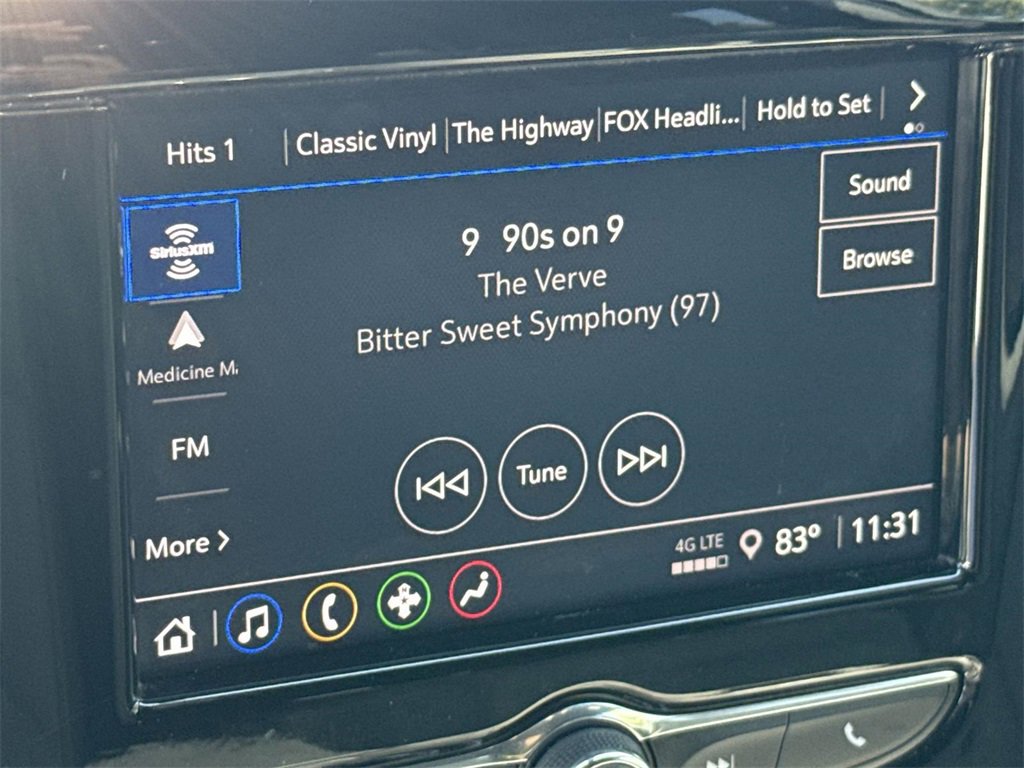 Hits 1 Classic Vinyl The Highway FOX Headli... Hold to Set
Sound
SiriusXM
9 90s on 9
Browse
The Verve
Bitter Sweet Symphony (97)
Medicine M.
FM
Tune
More
4G LTE 83° 11:31